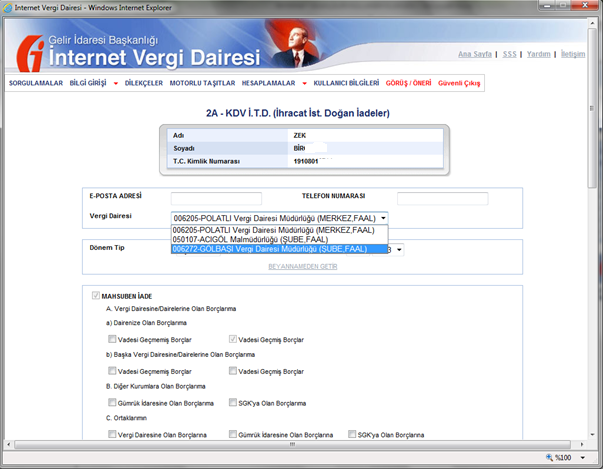 Internet Vergi Dairesi - Windows Internet Explorer
Gelir İdaresi Başkanlığı
İnternet Vergi Dairesi
Ana Sayfa | SSS | Yardım | İletişim
SORGULAMALAR BİLGİ GİRİŞİ DİLEKÇELER MOTORLU TAŞITLAR HESAPLAMALAR KULLANICI BİLGİLERİ GÖRÜŞ / ÖNERİ Güvenli Çıkış
2A - KDV İ.T.D. (İhracat İst. Doğan İadeler)
Adı ZEK
Soyadı BİR
T.C. Kimlik Numarası 1910801
E-POSTA ADRESİ TELEFON NUMARASI
Vergi Dairesi 006205-POLATLI Vergi Dairesi Müdürlüğü (MERKEZ,FAAL)
006205-POLATLI Vergi Dairesi Müdürlüğü (MERKEZ,FAAL)
050107-ACIGÖL Malmüdürlüğü (ŞUBE,FAAL)
006272-GÖLBAŞI Vergi Dairesi Müdürlüğü (ŞUBE,FAAL)
Dönem Tip 3
BEYANNAMEDEN GETİR
MAHSUBEN İADE
A. Vergi Dairesine/Dairelerine Olan Borçlarıma
a) Dairenize Olan Borçlarıma
Vadesi Geçmemiş Borçlar Vadesi Geçmiş Borçlar
b) Başka Vergi Dairesine/Dairelerine Olan Borçlarıma
Vadesi Geçmemiş Borçlar Vadesi Geçmiş Borçlar
B. Diğer Kurumlara Olan Borçlarıma
Gümrük İdaresine Olan Borçlarıma SGK'ya Olan Borçlarıma
C. Ortaklarımın
Vergi Dairesine Olan Borçlarına Gümrük İdaresine Olan Borçlarına SGK'ya Olan Borçlarına
%100